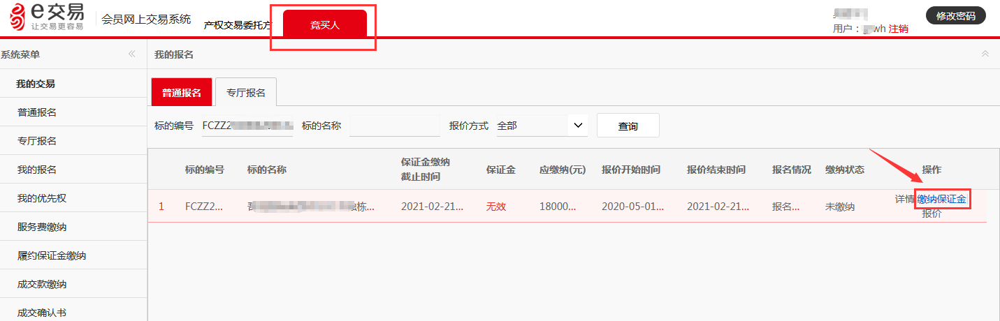 e交易
让交易更容易
会员网上交易系统
产权交易委托方
竞买人
修改密码
用户：
wh 注销
系统菜单
我的报名
我的交易
普通报名
专厅报名
我的报名
我的优先权
服务费缴纳
履约保证金缴纳
成交款缴纳
成交确认书
普通报名 专厅报名
标的编号 FCZZ2 标的名称 报价方式 全部 查询
标的编号 标的名称 保证金缴纳
截止时间 保证金 应缴纳(元) 报价开始时间 报价结束时间 报名情况 缴纳状态 操作
1 FCZZ2... 栋... 2021-02-21... 无效 18000... 2020-05-01... 2021-02-21... 报名... 未缴纳 详情 缴纳保证金
报价